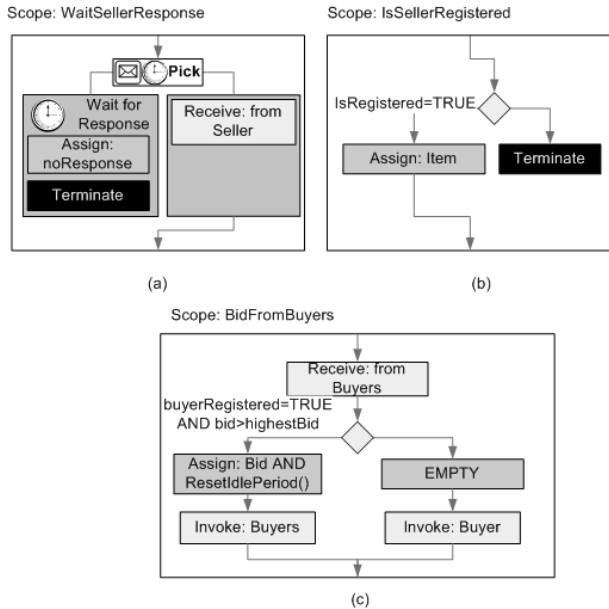 Scope: WaitSellerResponse
Pick
Wait for
Response
Assign:
noResponse
Terminate
Receive: from
Seller
(a)
Scope: IsSellerRegistered
IsRegistered=TRUE
Assign: Item
Terminate
(b)
Scope: BidFromBuyers
Receive: from
Buyers
buyerRegistered=TRUE
AND bid>highestBid
Assign: Bid AND
ResetIdlePeriod()
EMPTY
Invoke: Buyers
Invoke: Buyer
(c)